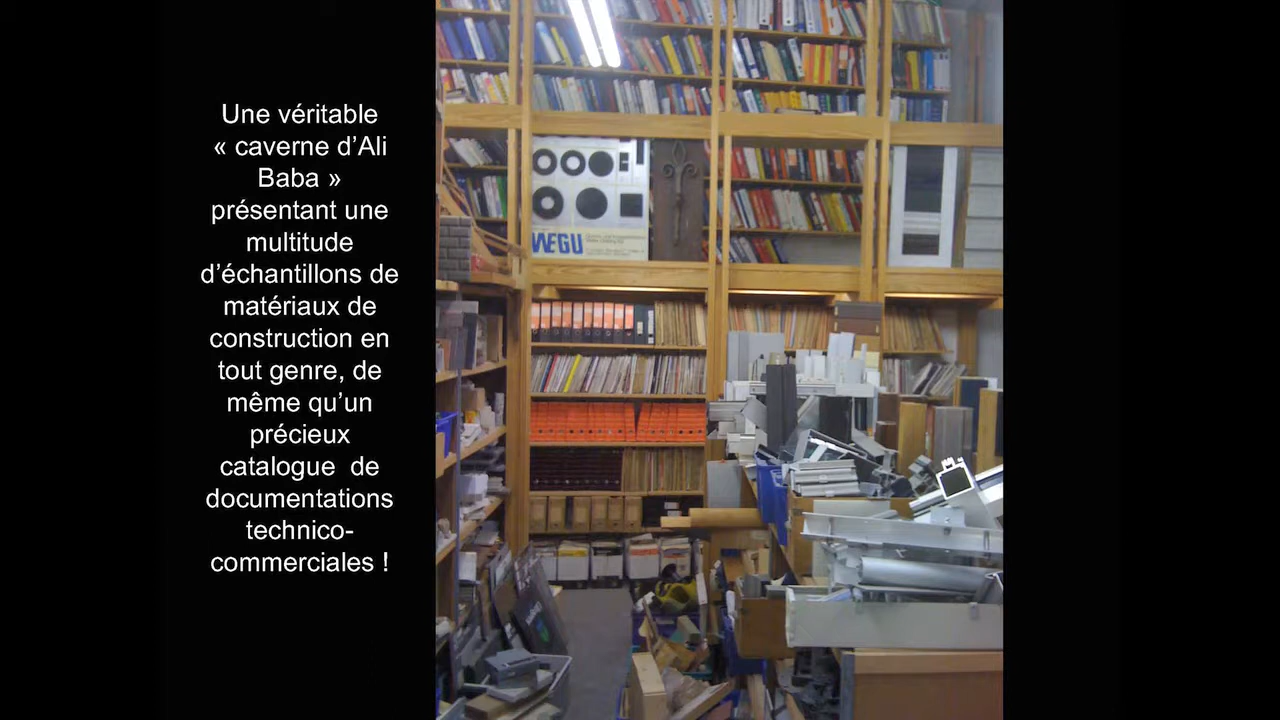 Une véritable
« caverne d’Ali
Baba »
présentant une
multitude
d’échantillons de
matériaux de
construction en
tout genre, de
même qu’un
précieux
catalogue  de
documentations
technico-
commerciales !
WEGU